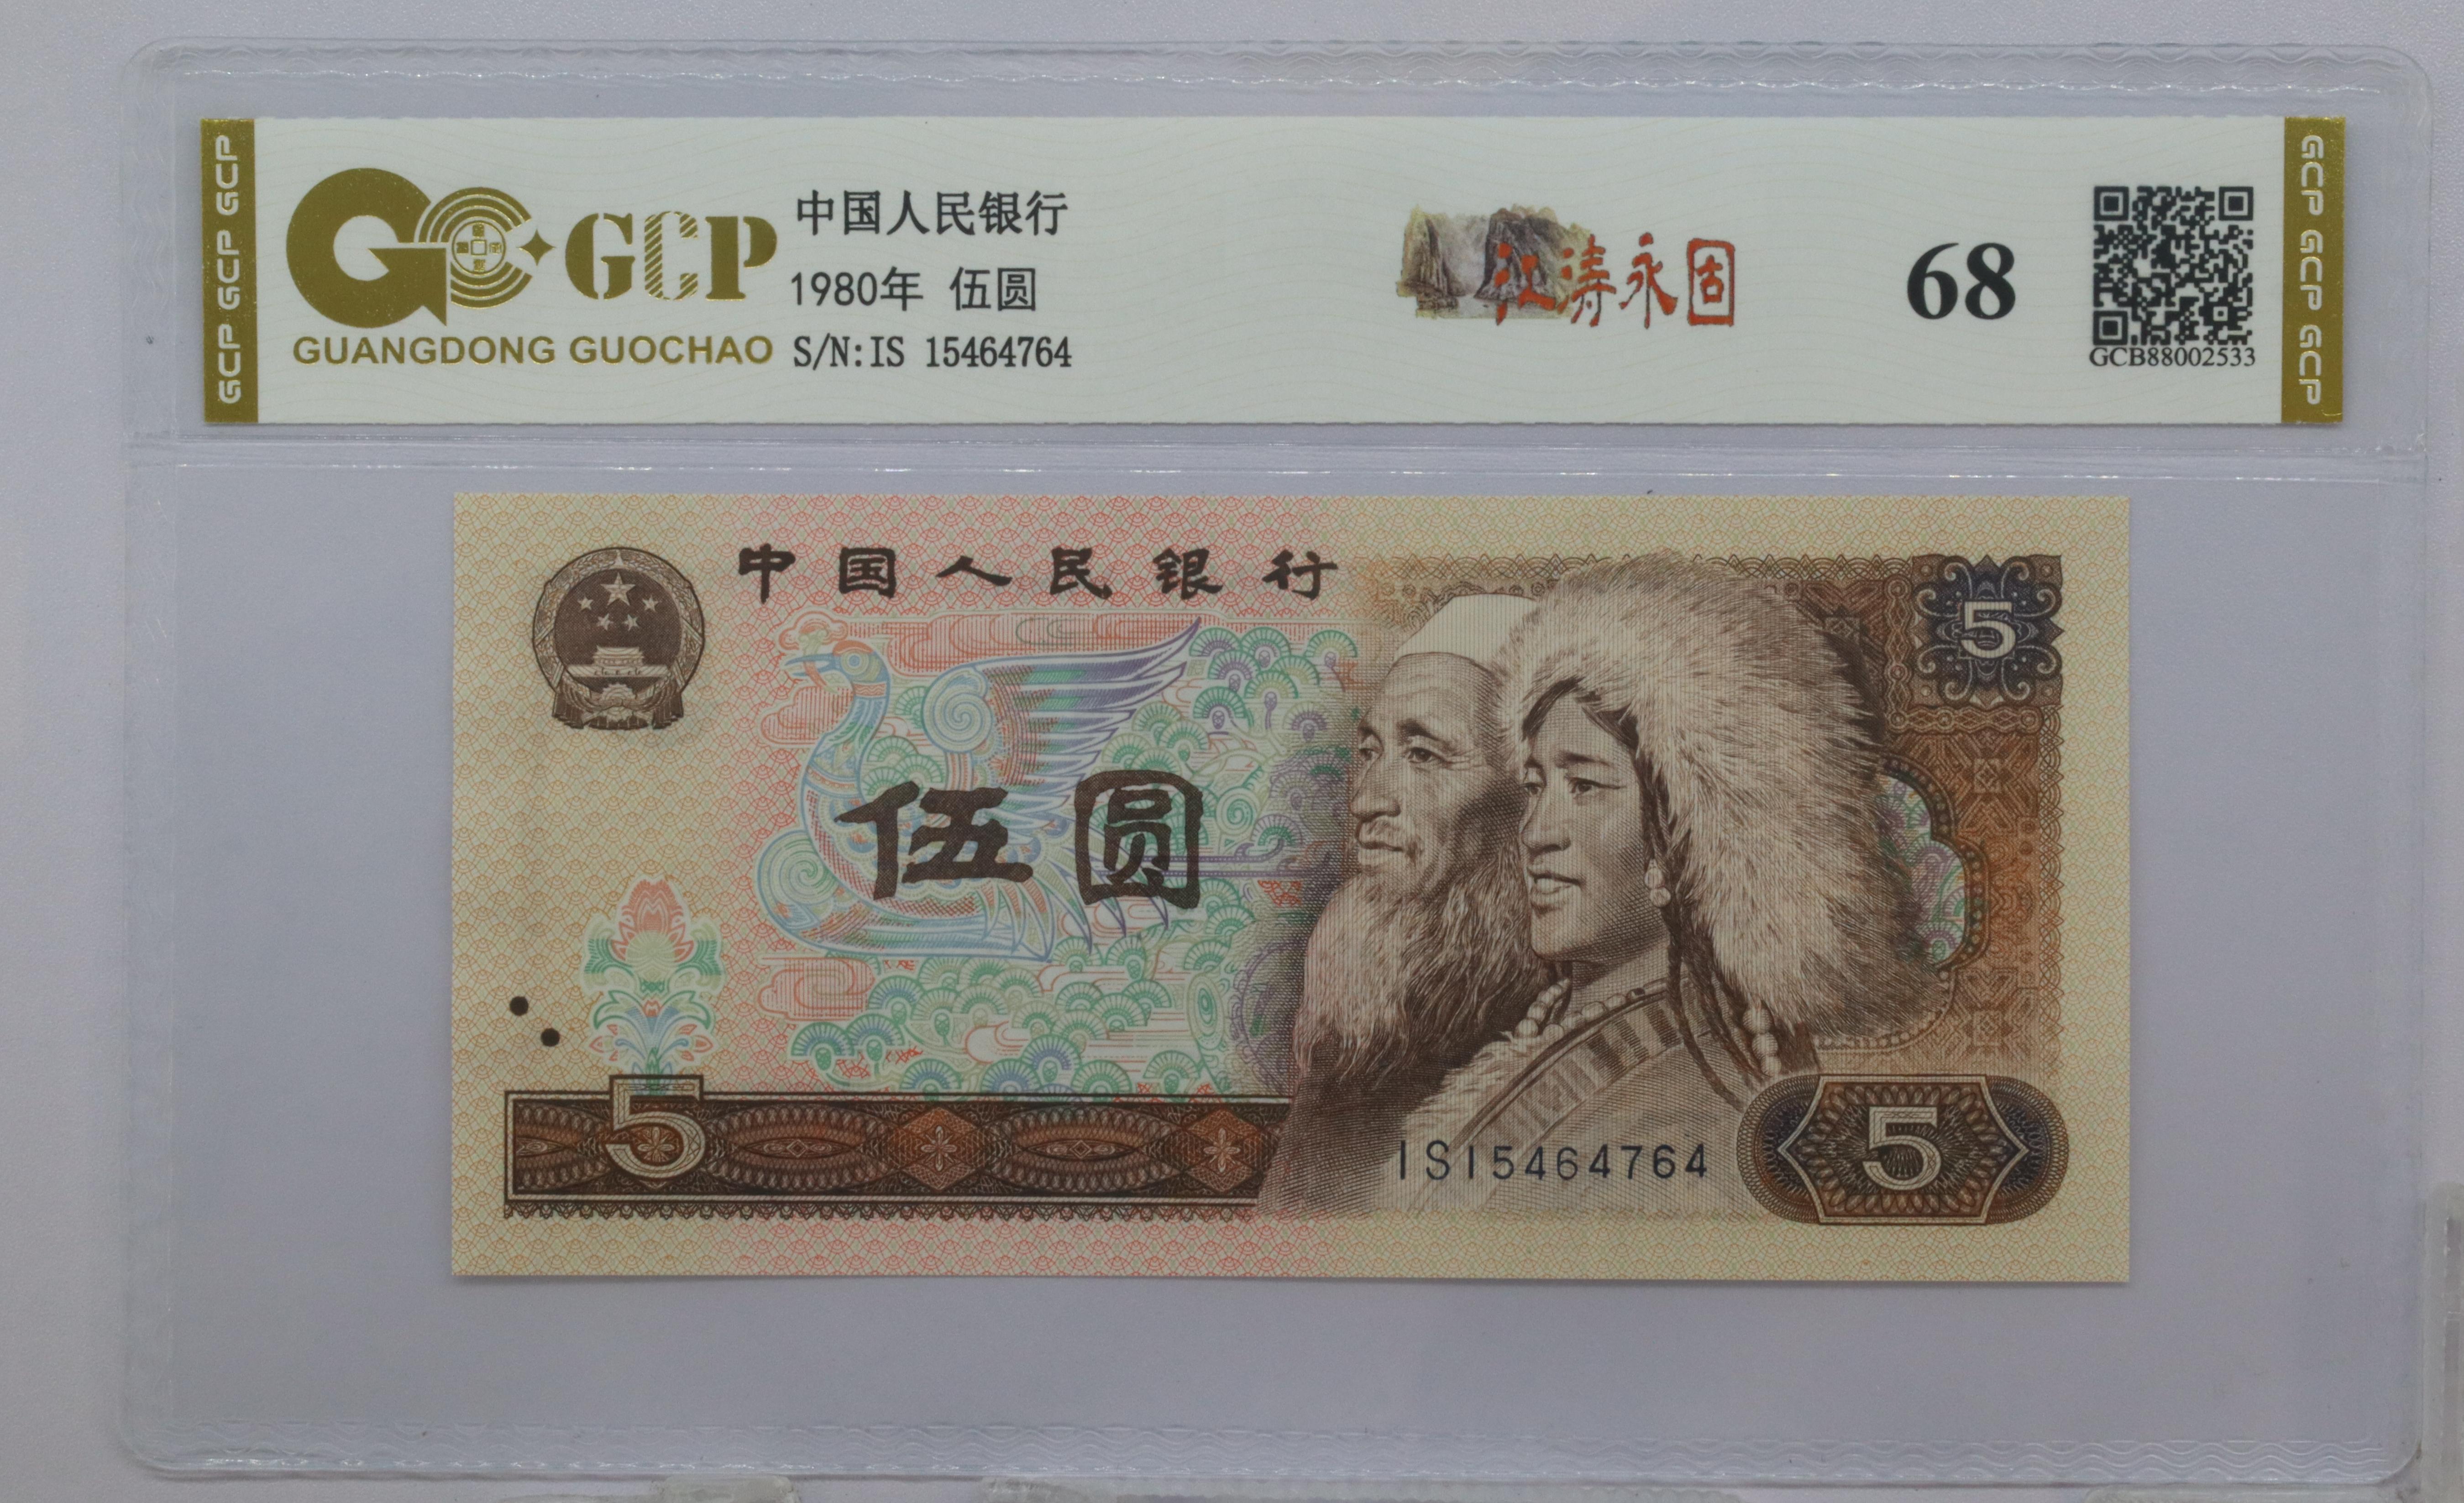 GCP GCP GCP
GCP
GUANGDONG GUOCHAO
中国人民银行
1980年 伍圆
S/N:IS 15464764
江涛永固
68
GCB88002533
GCP GCP GCP
中国人民银行
5
伍圆
5
IS15464764
5